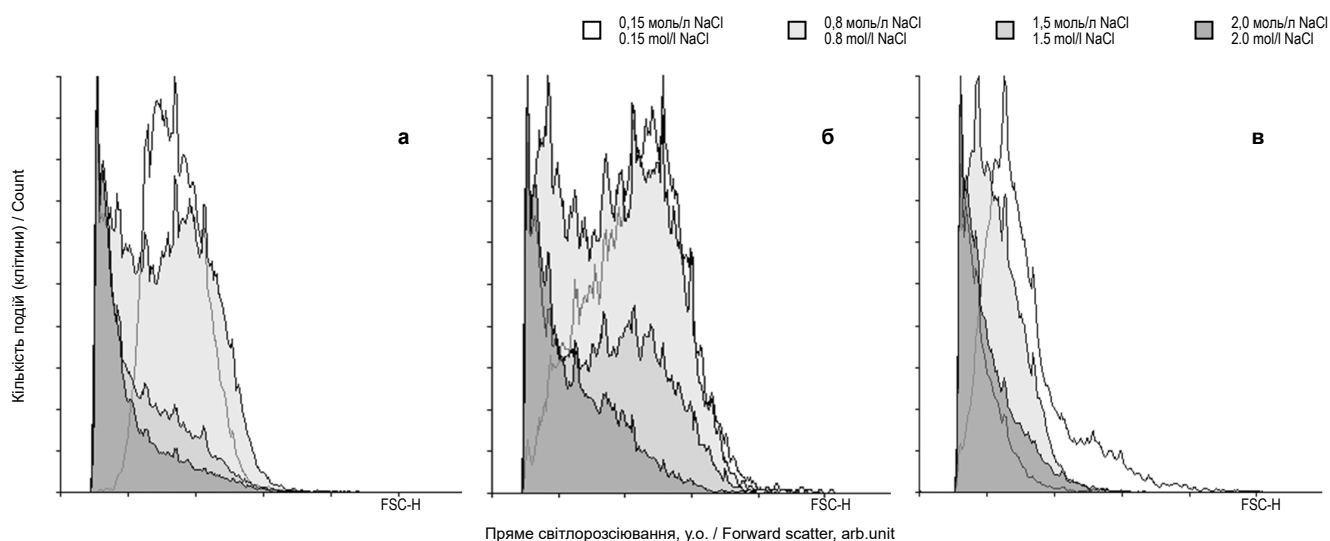 0,15 моль/л NaCl
0.15 mol/l NaCl
0,8 моль/л NaCl
0.8 mol/l NaCl
1,5 моль/л NaCl
1.5 mol/l NaCl
2,0 моль/л NaCl
2.0 mol/l NaCl
Кількість подій (клітини) / Count
а
б
в
FSC-H
FSC-H
FSC-H
Пряме світлорозсіювання, у.о. / Forward scatter, arb.unit